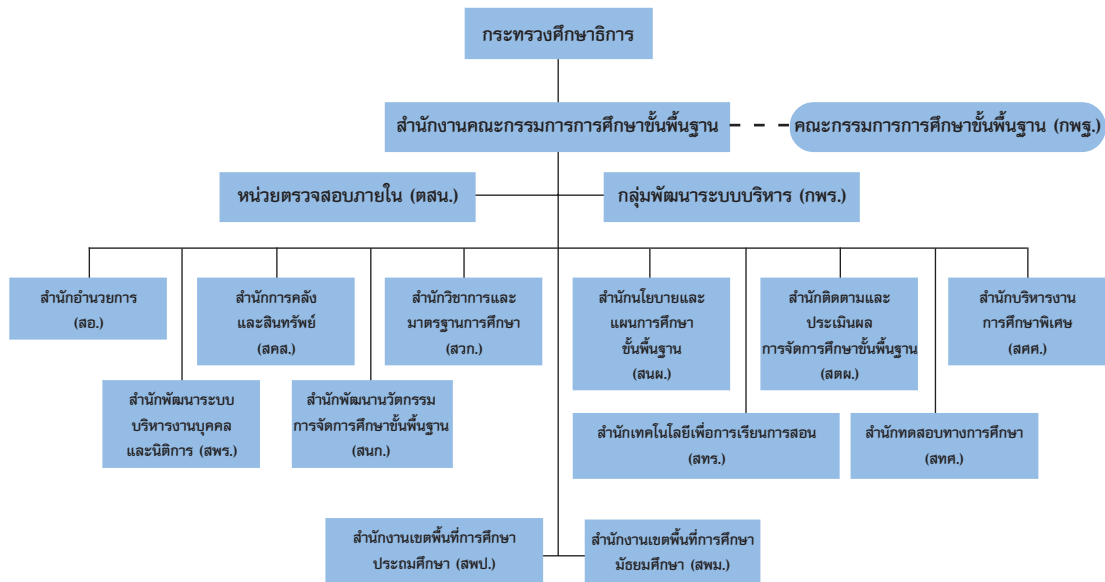 กระทรวงศึกษาธิการ
สำนักงานคณะกรรมการการศึกษาขั้นพื้นฐาน
คณะกรรมการการศึกษาขั้นพื้นฐาน (กพฐ.)
หน่วยตรวจสอบภายใน (ตสน.)
กลุ่มพัฒนาระบบบริหาร (กพร.)
สำนักอำนวยการ
(สอ.)
สำนักการคลัง
และสินทรัพย์
(สคส.)
สำนักวิชาการและ
มาตรฐานการศึกษา
(สวก.)
สำนักนโยบายและ
แผนการศึกษา
ขั้นพื้นฐาน
(สนผ.)
สำนักติดตามและ
ประเมินผล
การจัดการศึกษาขั้นพื้นฐาน
(สตผ.)
สำนักบริหารงาน
การศึกษาพิเศษ
(สศศ.)
สำนักพัฒนาระบบ
บริหารงานบุคคล
และนิติการ (สพร.)
สำนักพัฒนานวัตกรรม
การจัดการศึกษาขั้นพื้นฐาน
(สนก.)
สำนักเทคโนโลยีเพื่อการเรียนการสอน
(สทร.)
สำนักทดสอบทางการศึกษา
(สทศ.)
สำนักงานเขตพื้นที่การศึกษา
ประถมศึกษา (สพป.)
สำนักงานเขตพื้นที่การศึกษา
มัธยมศึกษา (สพม.)